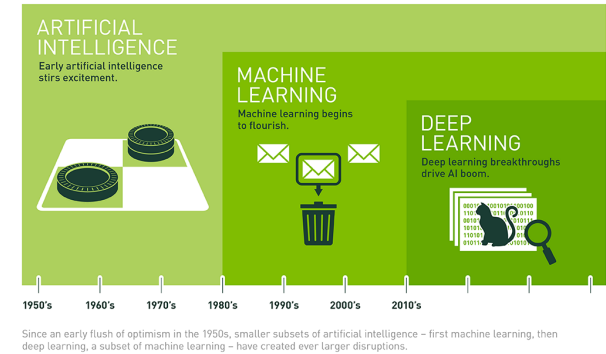 ARTIFICIAL
INTELLIGENCE
Early artificial intelligence
stirs excitement.
MACHINE
LEARNING
Machine learning begins
to flourish.
DEEP
LEARNING
Deep learning breakthroughs
drive AI boom.
1950's
1960's
1970's
1980's
1990's
2000's
2010's
Since an early flush of optimism in the 1950s, smaller subsets of artificial intelligence – first machine learning, then
deep learning, a subset of machine learning – have created ever larger disruptions.